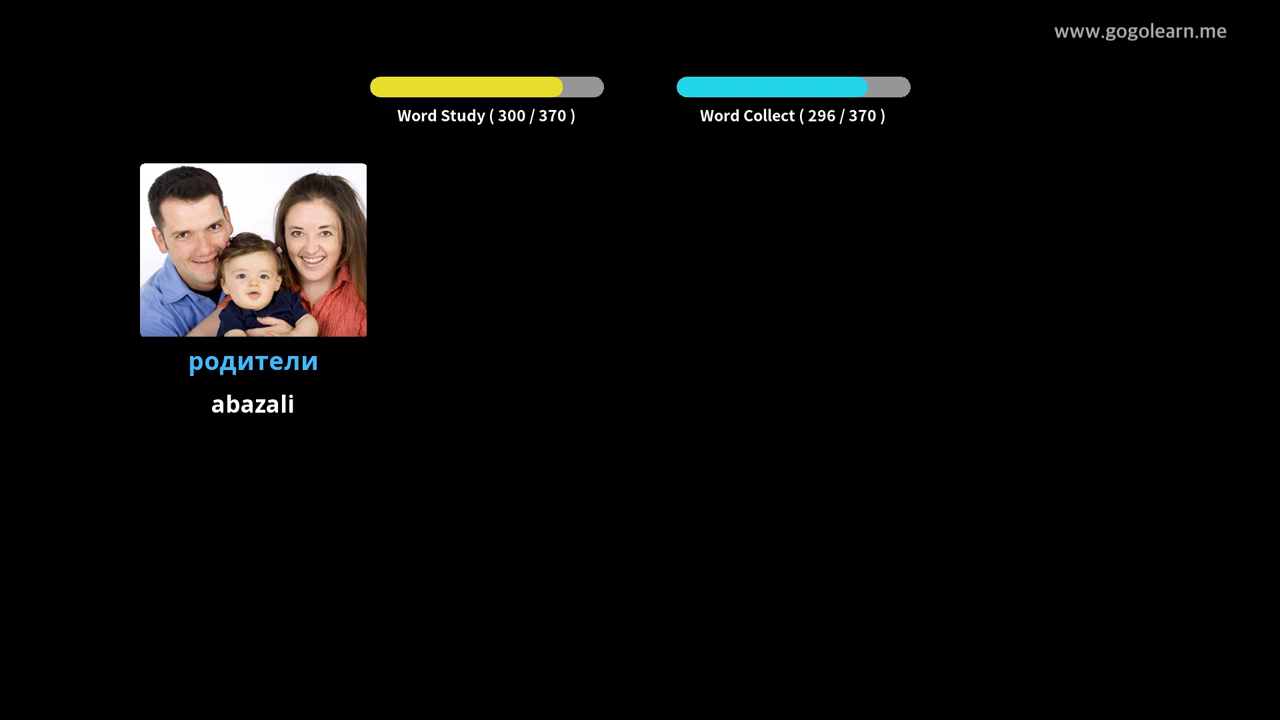 www.gogolearn.me
Word Study ( 300 / 370 )
Word Collect ( 296 / 370 )
родители
abazali